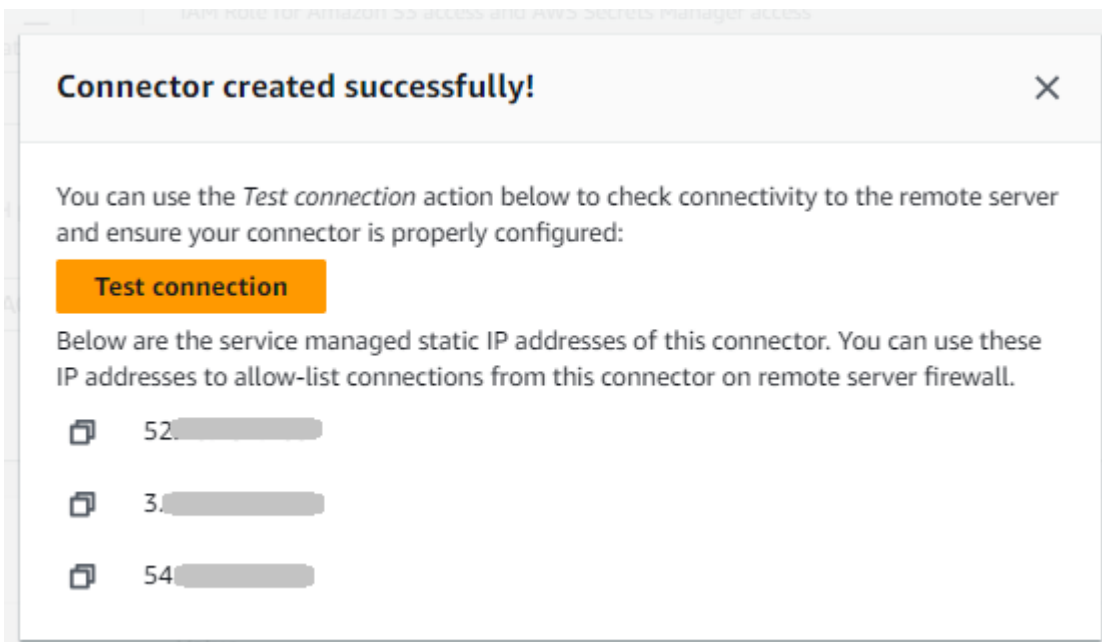 IAM Role for Amazon S3 access and AWS Secrets Manager access
Connector created successfully!
You can use the Test connection action below to check connectivity to the remote server
and ensure your connector is properly configured:
Test connection
Below are the service managed static IP addresses of this connector. You can use these
IP addresses to allow-list connections from this connector on remote server firewall.
52.
3.
54